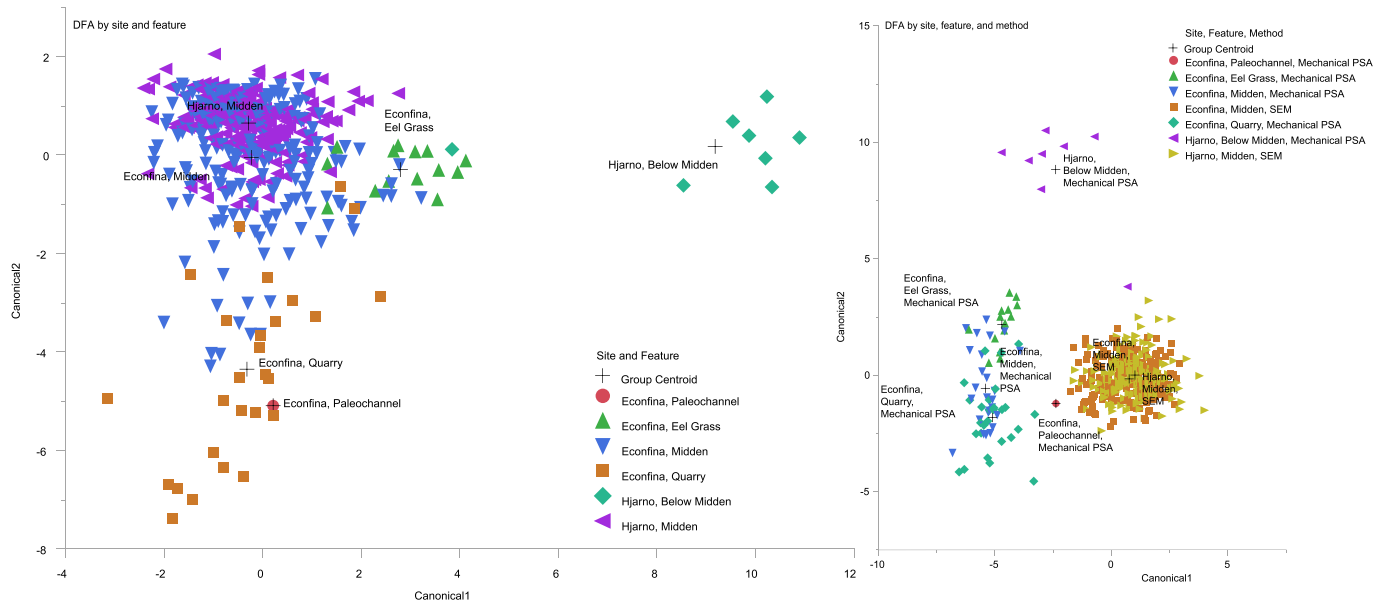 DFA by site and feature
2
0
-2
-4
-6
-8
Canonical2
Hjarno, Midden
Econfina,
Eel Grass
Econfina, Midden
Hjarno, Below Midden
Econfina, Quarry
Econfina, Paleochannel
Site and Feature
Group Centroid
Econfina, Paleochannel
Econfina, Eel Grass
Econfina, Midden
Econfina, Quarry
Hjarno, Below Midden
Hjarno, Midden
-4
-2
0
2
4
6
8
10
12
Canonical1
DFA by site, feature, and method
15
10
5
0
-5
Canonical2
Site, Feature, Method
Group Centroid
Econfina, Paleochannel, Mechanical PSA
Econfina, Eel Grass, Mechanical PSA
Econfina, Midden, Mechanical PSA
Econfina, Midden, SEM
Econfina, Quarry, Mechanical PSA
Hjarno, Below Midden, Mechanical PSA
Hjarno, Midden, SEM
Hjarno,
Below Midden,
Mechanical PSA
Econfina,
Eel Grass,
Mechanical PSA
Econfina,
Midden,
SEM
Econfina,
Midden,
Mechanical
PSA
Hjarno,
Midden,
SEM
Econfina,
Quarry,
Mechanical PSA
Econfina,
Paleochannel,
Mechanical PSA
-10
-5
0
5
Canonical1